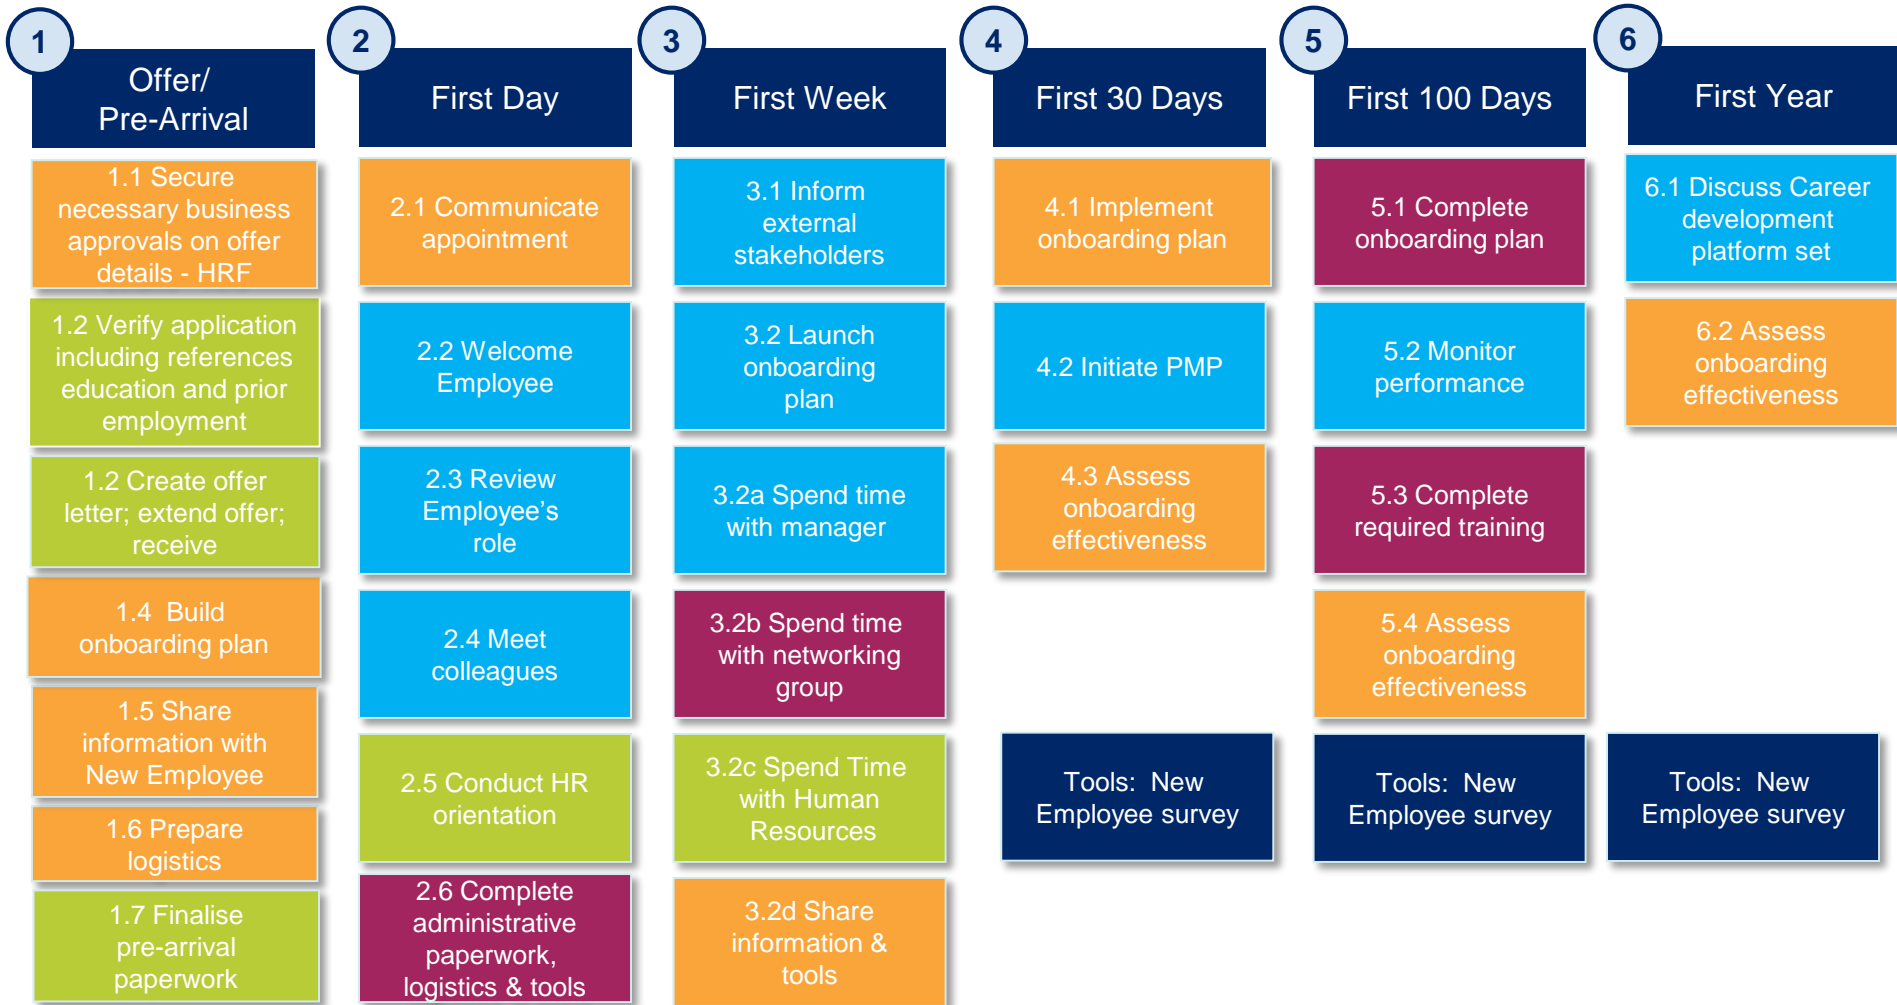 1
Offer/
Pre-Arrival
1.1 Secure
necessary business
approvals on offer
details - HRF
1.2 Verify application
including references
education and prior
employment
1.2 Create offer
letter; extend offer;
receive
1.4 Build
onboarding plan
1.5 Share
information with
New Employee
1.6 Prepare
logistics
1.7 Finalise
pre-arrival
paperwork
2
First Day
2.1 Communicate
appointment
2.2 Welcome
Employee
2.3 Review
Employee’s
role
2.4 Meet
colleagues
2.5 Conduct HR
orientation
2.6 Complete
administrative
paperwork,
logistics & tools
3
First Week
3.1 Inform
external
stakeholders
3.2 Launch
onboarding
plan
3.2a Spend time
with manager
3.2b Spend time
with networking
group
3.2c Spend Time
with Human
Resources
3.2d Share
information &
tools
4
First 30 Days
4.1 Implement
onboarding plan
4.2 Initiate PMP
4.3 Assess
onboarding
effectiveness
Tools: New
Employee survey
5
First 100 Days
5.1 Complete
onboarding plan
5.2 Monitor
performance
5.3 Complete
required training
5.4 Assess
onboarding
effectiveness
Tools: New
Employee survey
6
First Year
6.1 Discuss Career
development
platform set
6.2 Assess
onboarding
effectiveness
Tools: New
Employee survey